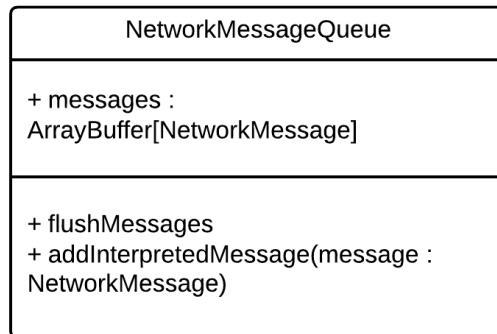 NetworkMessageQueue
+ messages :
ArrayBuffer[NetworkMessage]
+ flushMessages
+ addInterpretedMessage(message :
NetworkMessage)